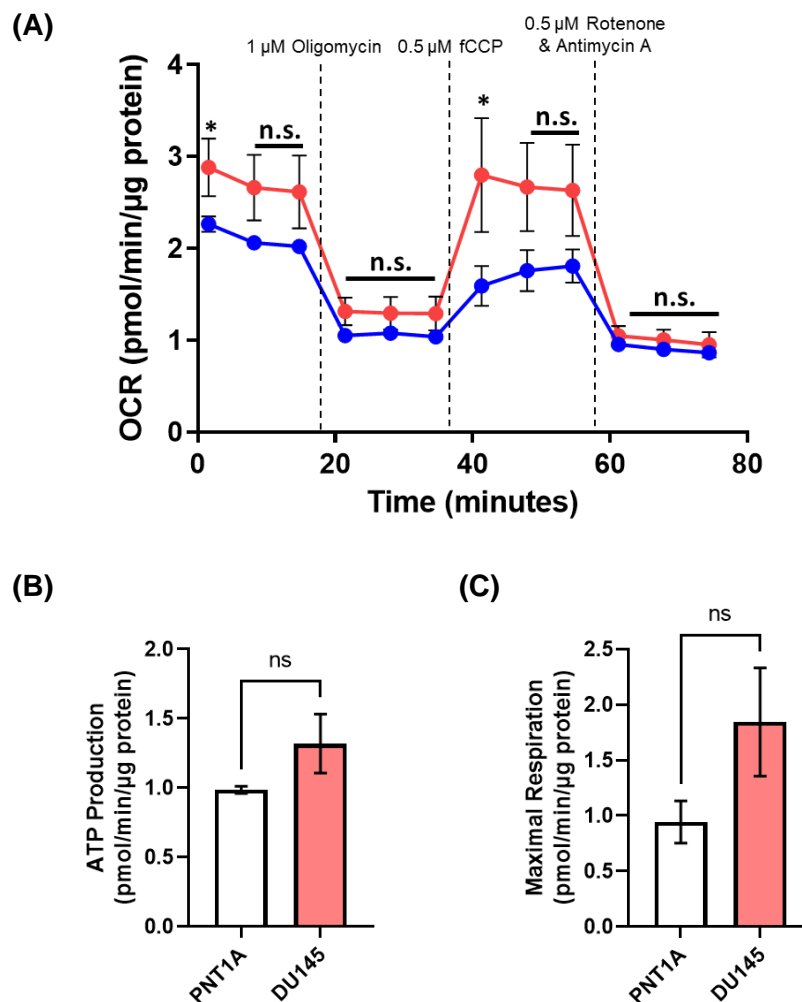 (A)
1 µM Oligomycin
0.5 µM fCCP
0.5 µM Rotenone
& Antimycin A
OCR (pmol/min/µg protein)
4
3
2
1
0
*
n.s.
n.s.
*
n.s.
n.s.
0
20
40
60
80
Time (minutes)
(B)
ATP Production
(pmol/min/µg protein)
2.0
1.5
1.0
0.5
0.0
ns
PNT1A
DU145
(C)
Maximal Respiration
(pmol/min/µg protein)
2.5
2.0
1.5
1.0
0.5
0.0
ns
PNT1A
DU145